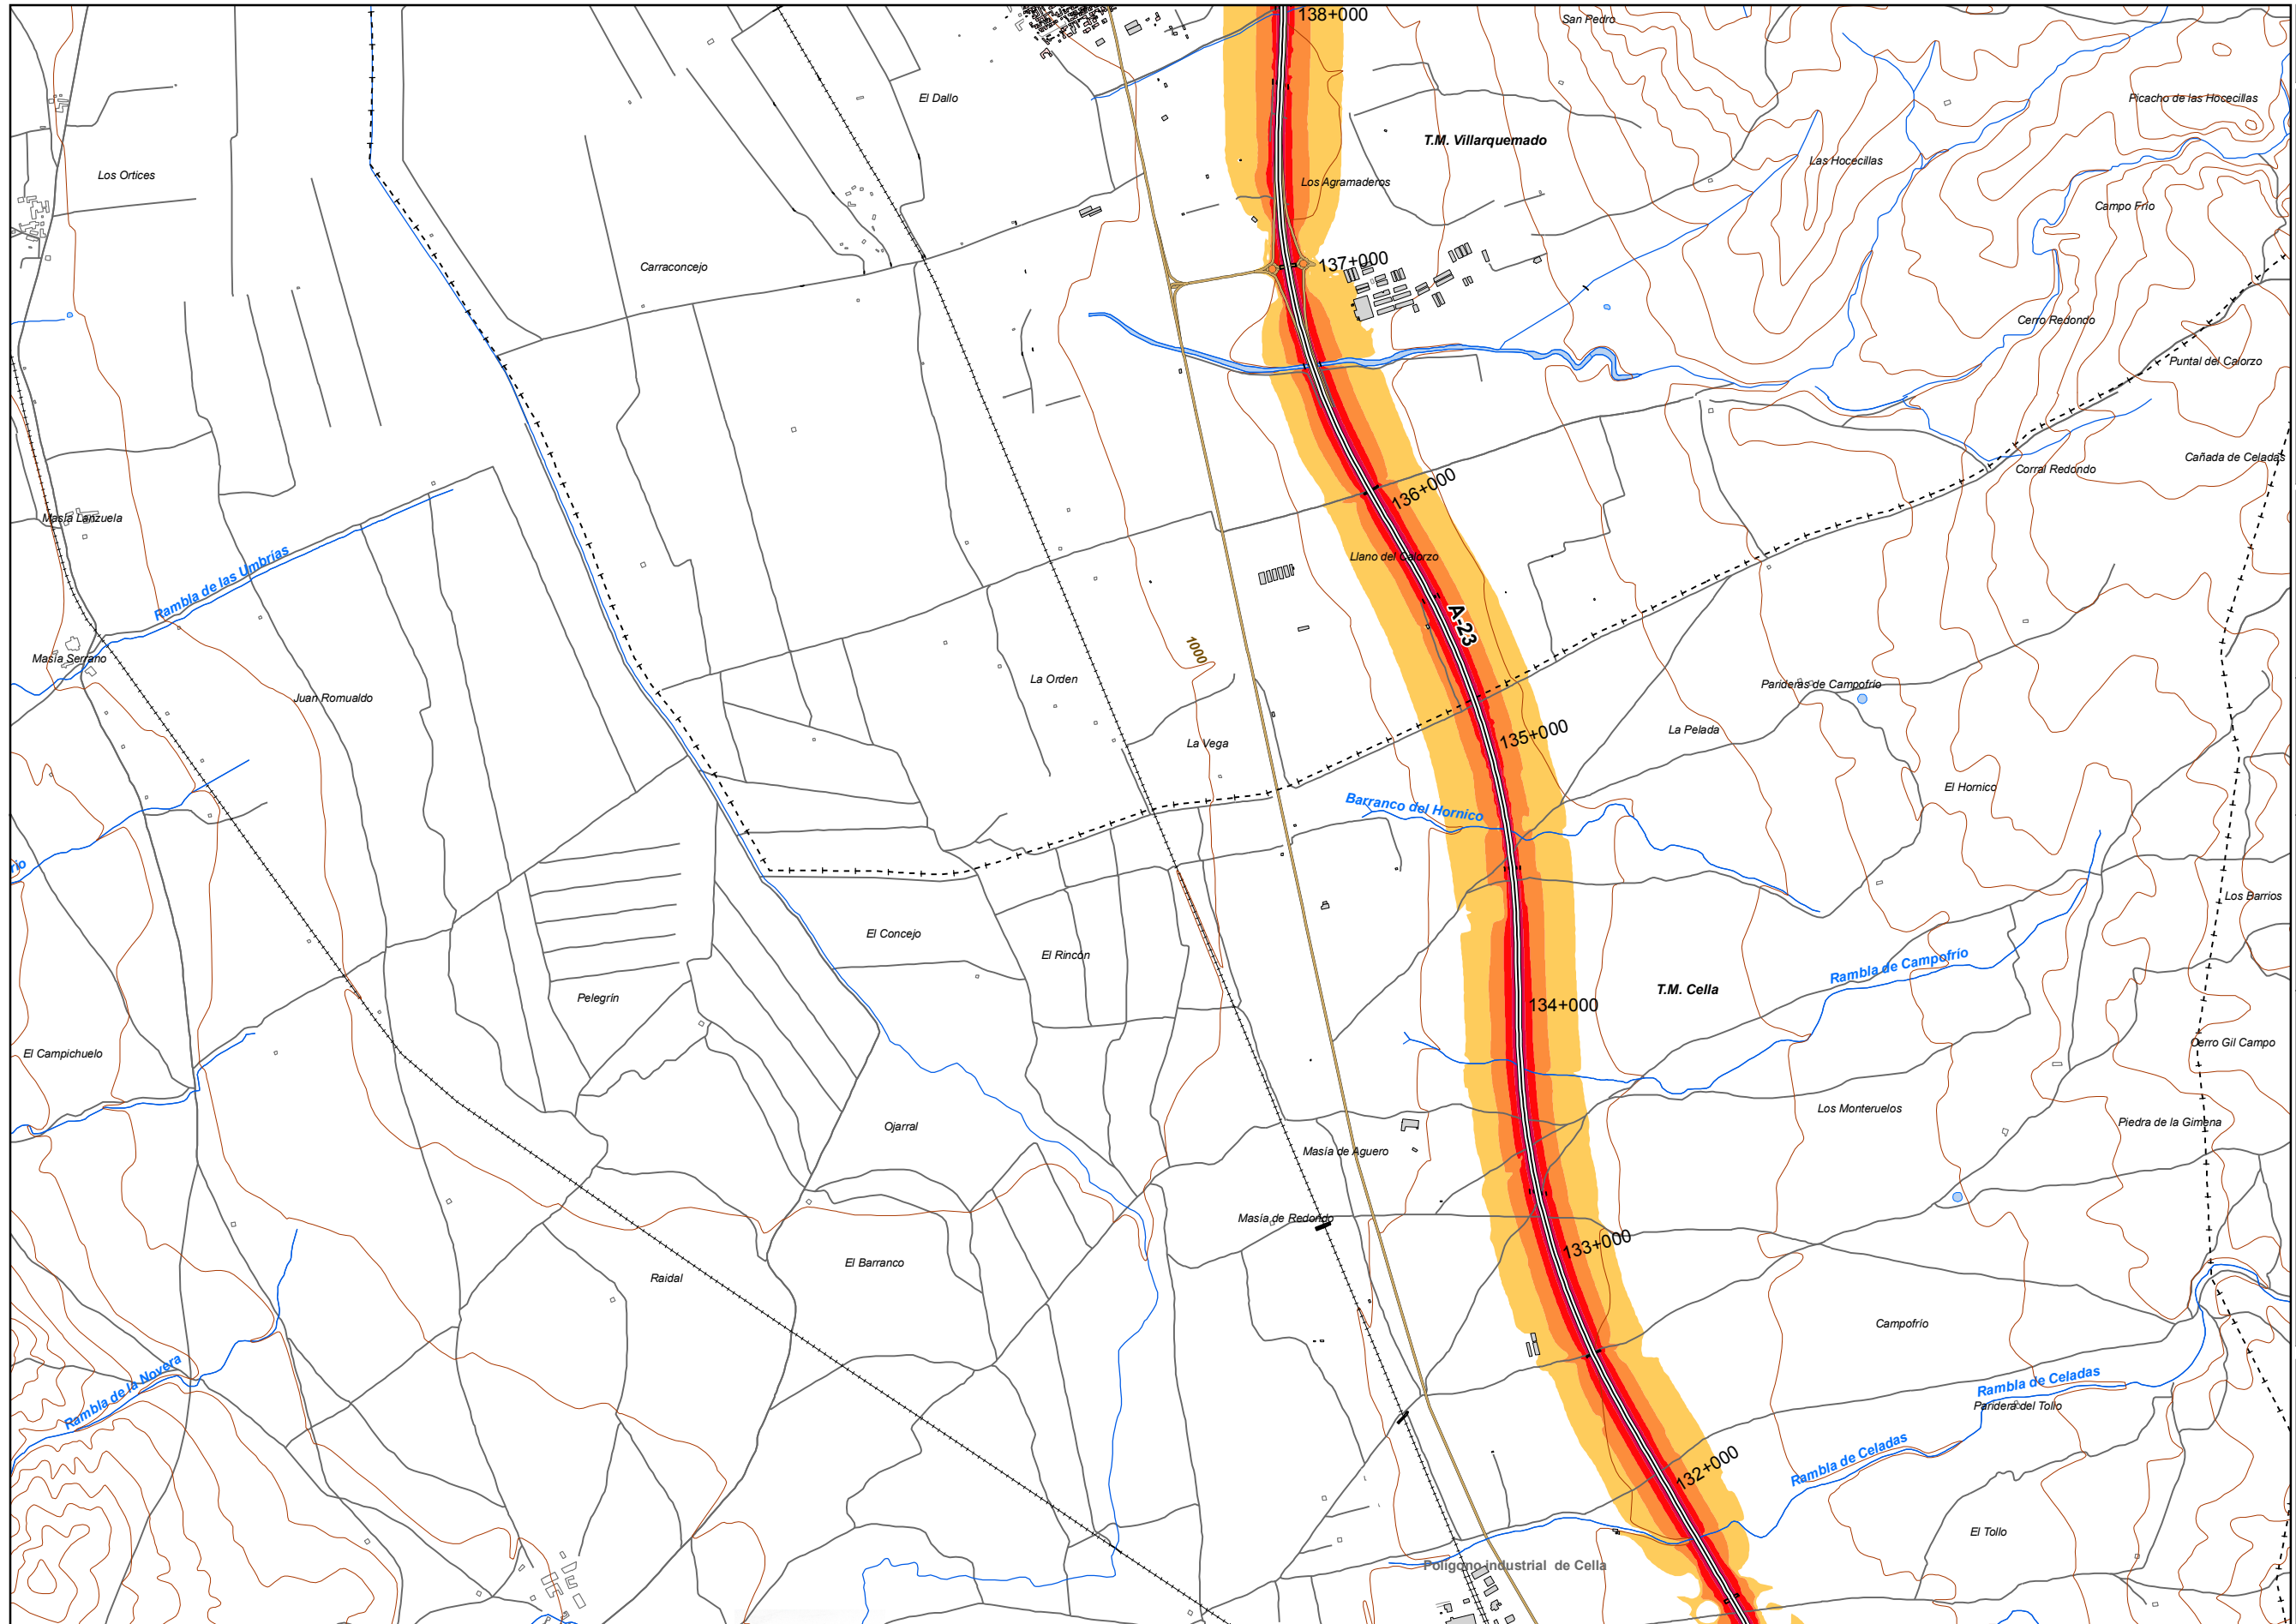 138+000
San Pedro
El Dallo
Picacho de las Hocecillas
T.M. Villarquemado
Las Hocecillas
Los Ortices
Los Agramaderos
Campo Frio
137+000
Carraconcejo
Cerro Redondo
Puntal del Calorzo
Cañada de Celadas
Corral Redondo
136+000
Masía Lanzuela
Llano del Calorzo
Rambla de las Umbrías
A-23
1000
Masía Serrano
La Orden
Parideras de Campofrio
Juan Romualdo
135+000
La Pelada
La Vega
El Hornico
Barranco del Hornico
río
Los Barrios
El Concejo
El Rincón
Rambla de Campofrío
T.M. Cella
Pelegrín
134+000
Cerro Gil Campo
El Campichuelo
Los Monteruelos
Piedra de la Gimena
Ojarral
Masía de Aguero
Masía de Redondo
133+000
El Barranco
Raidal
Campofrio
Rambla de la Novera
Rambla de Celadas
Paridera del Tollo
Rambla de Celadas
132+000
El Tollo
Polígono industrial de Cella